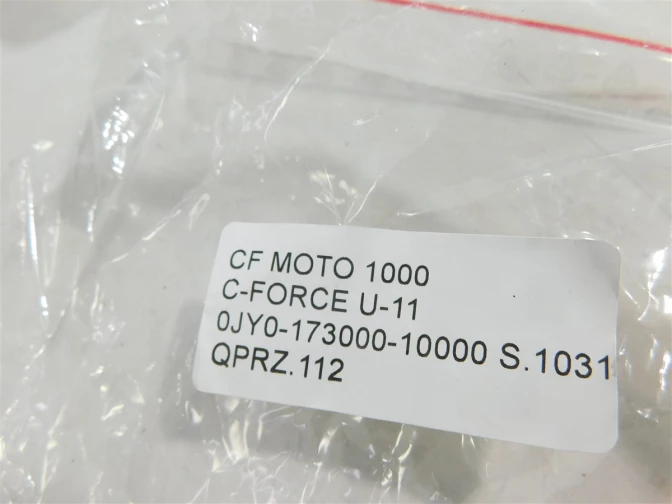 CF MOTO 1000
C-FORCE U-11
0JY0-173000-10000 S.1031
QPRZ.112